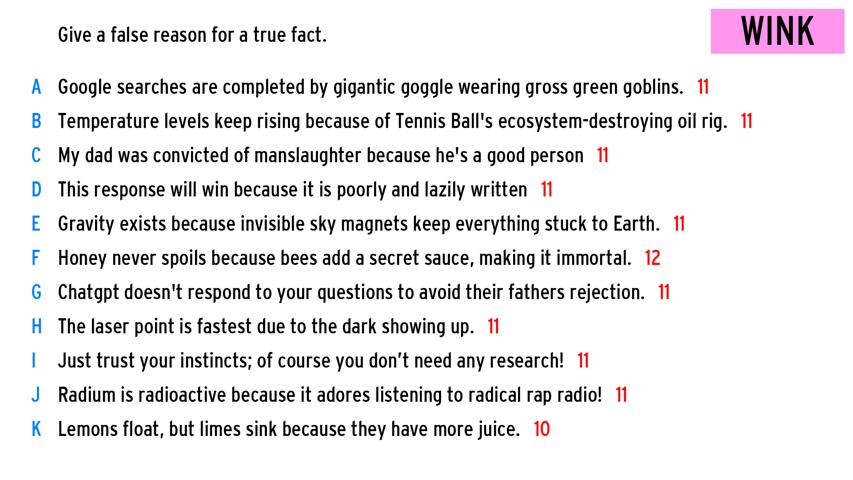 Give a false reason for a true fact.
WINK
A Google searches are completed by gigantic goggle wearing gross green goblins. 11
B Temperature levels keep rising because of Tennis Ball's ecosystem-destroying oil rig. 11
C My dad was convicted of manslaughter because he's a good person 11
D This response will win because it is poorly and lazily written 11
E Gravity exists because invisible sky magnets keep everything stuck to Earth. 11
F Honey never spoils because bees add a secret sauce, making it immortal. 12
G Chatgpt doesn't respond to your questions to avoid their fathers rejection. 11
H The laser point is fastest due to the dark showing up. 11
I Just trust your instincts; of course you don’t need any research! 11
J Radium is radioactive because it adores listening to radical rap radio! 11
K Lemons float, but limes sink because they have more juice. 10